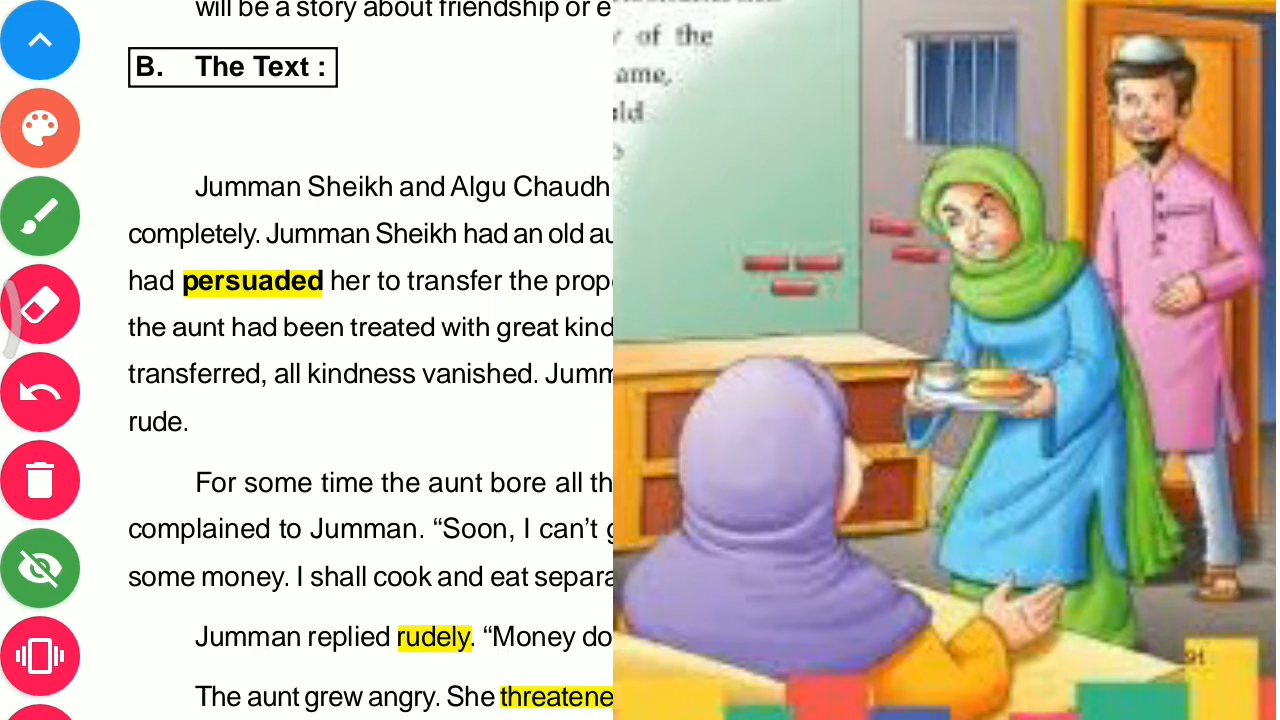 will be a story about friendship or e
B. The Text :
Jumman Sheikh and Algu Chaudh
completely. Jumman Sheikh had an old au
had persuaded her to transfer the prop
the aunt had been treated with great kind
transferred, all kindness vanished. Jumm
rude.
For some time the aunt bore all th
complained to Jumman. “Soon, I can’t g
some money. I shall cook and eat separa
Jumman replied rudely. “Money do
The aunt grew angry. She threatene
of the
ame,
ld
91